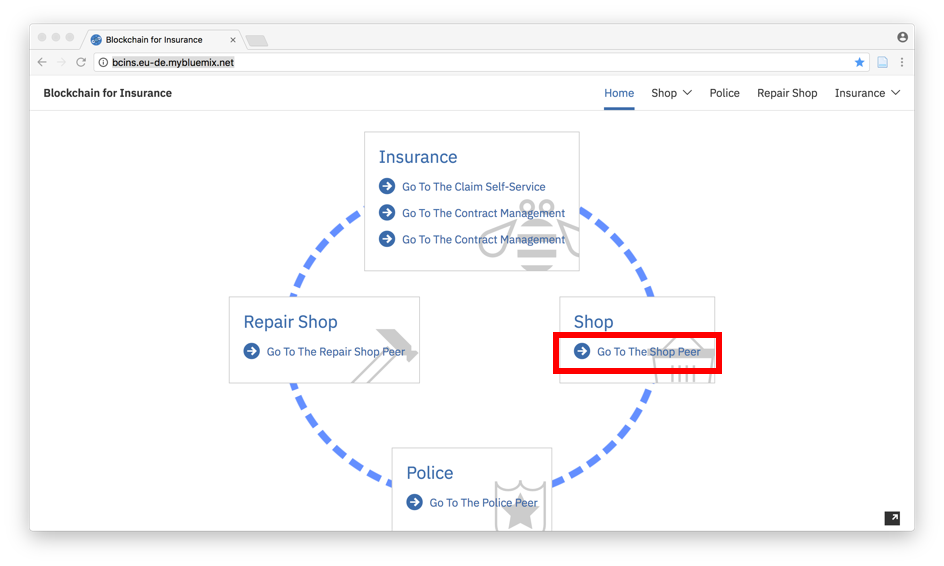 Blockchain for Insurance
bcins.eu-de.mybluemix.net
Blockchain for Insurance
Home Shop Police Repair Shop Insurance
Insurance
Go To The Claim Self-Service
Go To The Contract Management
Go To The Contract Management
Repair Shop
Go To The Repair Shop Peer
Shop
Go To The Shop Peer
Police
Go To The Police Peer